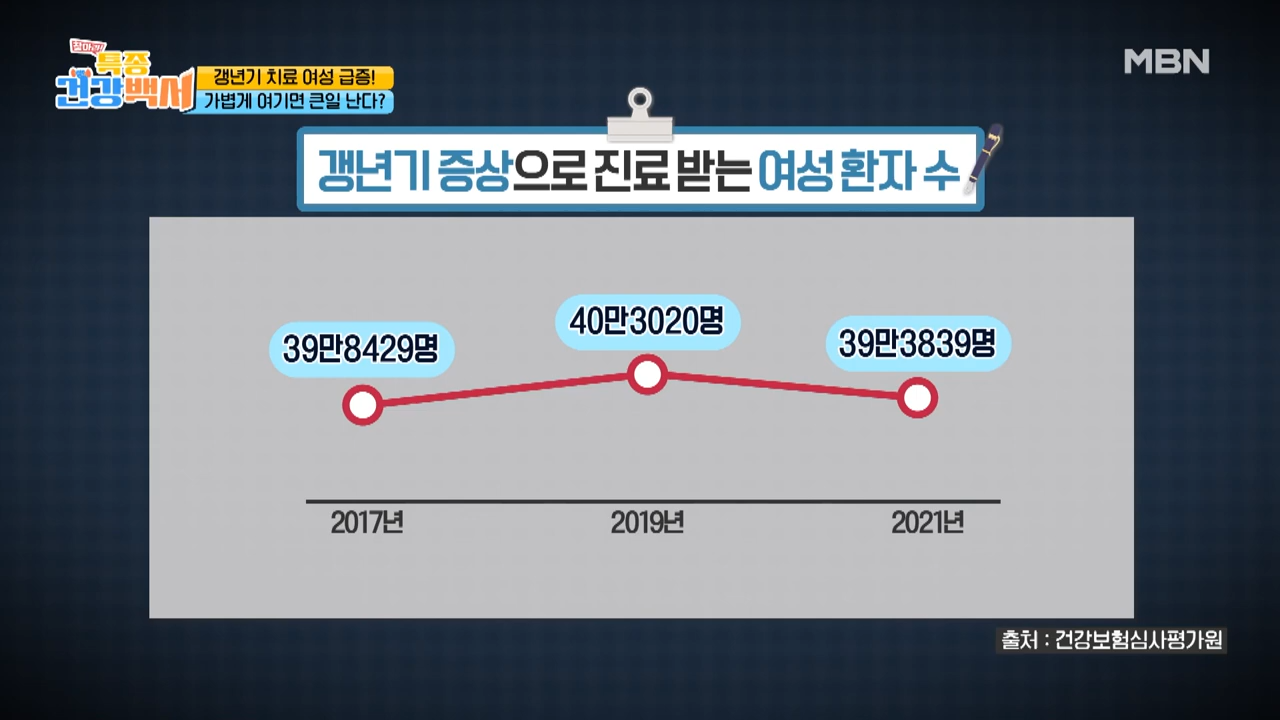 짚어라!
특종
건강백서
갱년기 치료 여성 급증!
가볍게 여기면 큰일 난다?
MBN
갱년기 증상으로 진료 받는 여성 환자 수
39만8429명
40만3020명
39만3839명
2017년
2019년
2021년
출처 : 건강보험심사평가원